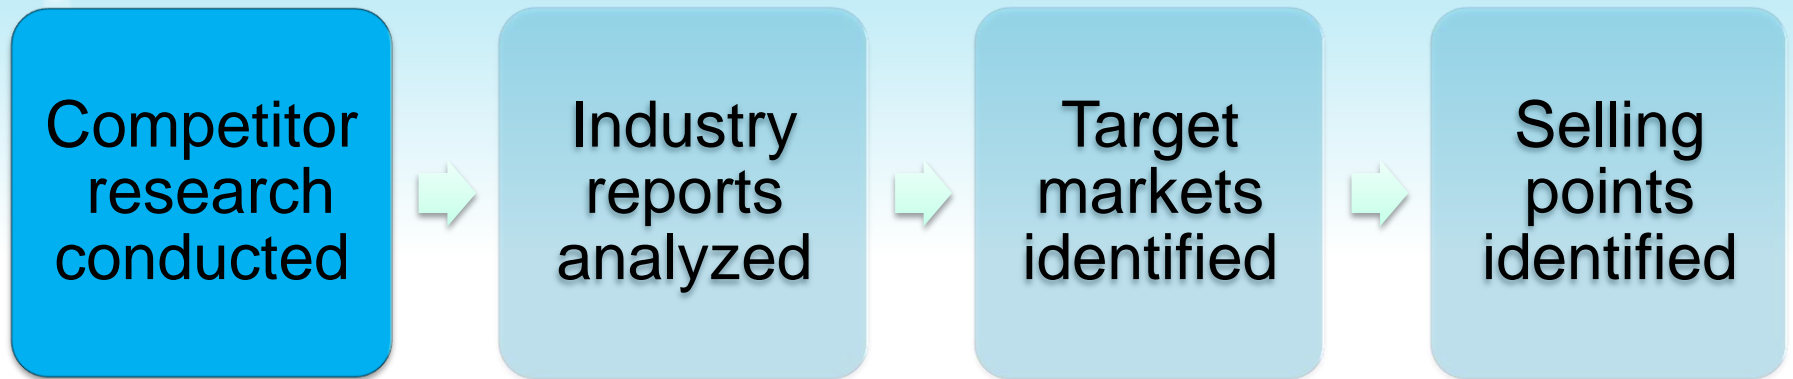 Competitor
research
conducted
Industry
reports
analyzed
Target
markets
identified
Selling
points
identified